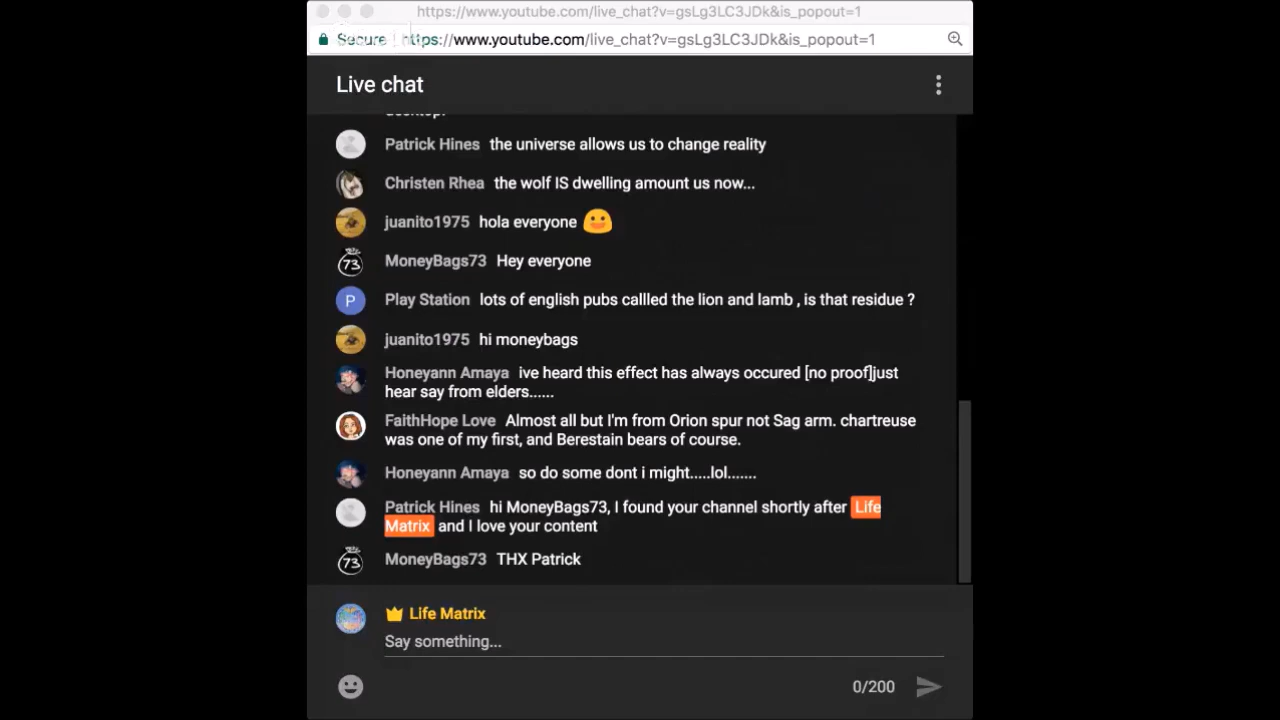 https://www.youtube.com/live_chat?v=gsLg3LC3JDk&is_popout=1
Secure https://www.youtube.com/live_chat?v=gsLg3LC3JDk&is_popout=1
Live chat
desktop.
Patrick Hines the universe allows us to change reality
Christen Rhea the wolf IS dwelling amount us now...
juanito1975 hola everyone
73 MoneyBags73 Hey everyone
P Play Station lots of english pubs callled the lion and lamb , is that residue ?
juanito1975 hi moneybags
Honeyann Amaya ive heard this effect has always occured [no proof]just
hear say from elders......
FaithHope Love Almost all but I'm from Orion spur not Sag arm. chartreuse
was one of my first, and Berestain bears of course.
Honeyann Amaya so do some dont i might.....lol.......
Patrick Hines hi MoneyBags73, I found your channel shortly after Life
Matrix and I love your content
73 MoneyBags73 THX Patrick
Life Matrix
Say something...
0/200